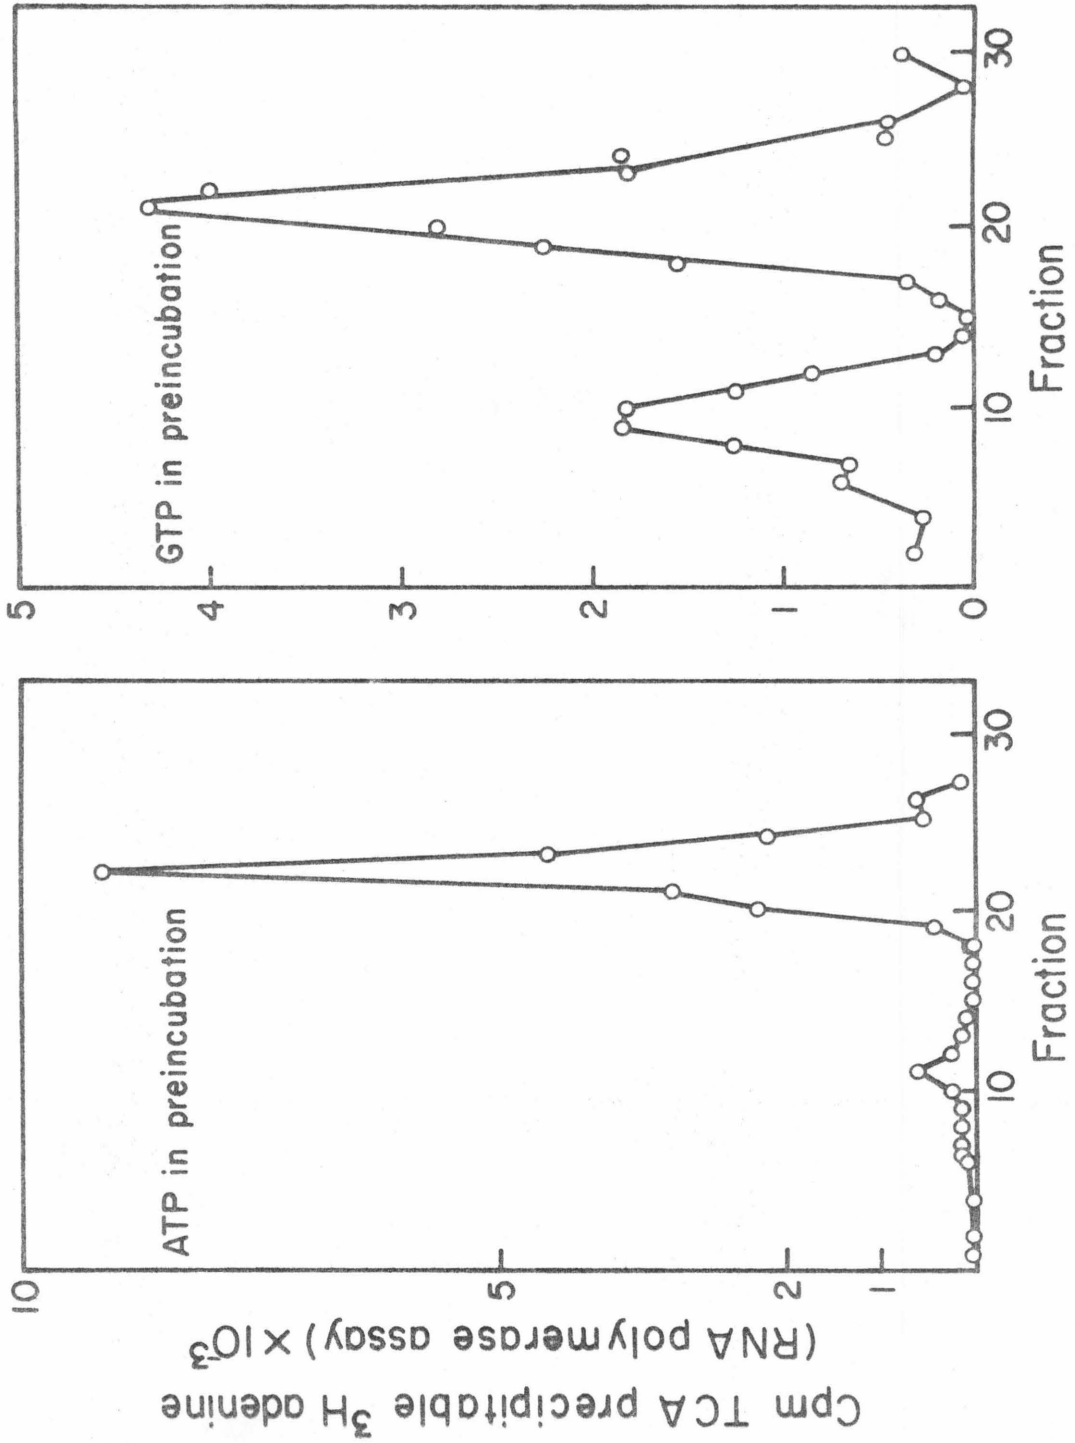 Cpm TCA precipitable ³H adenine
(RNA polymerase assay) × 10⁻³
10
5
2
1
ATP in preincubation
10
20
30
Fraction
5
4
3
2
1
0
GTP in preincubation
10
20
30
Fraction